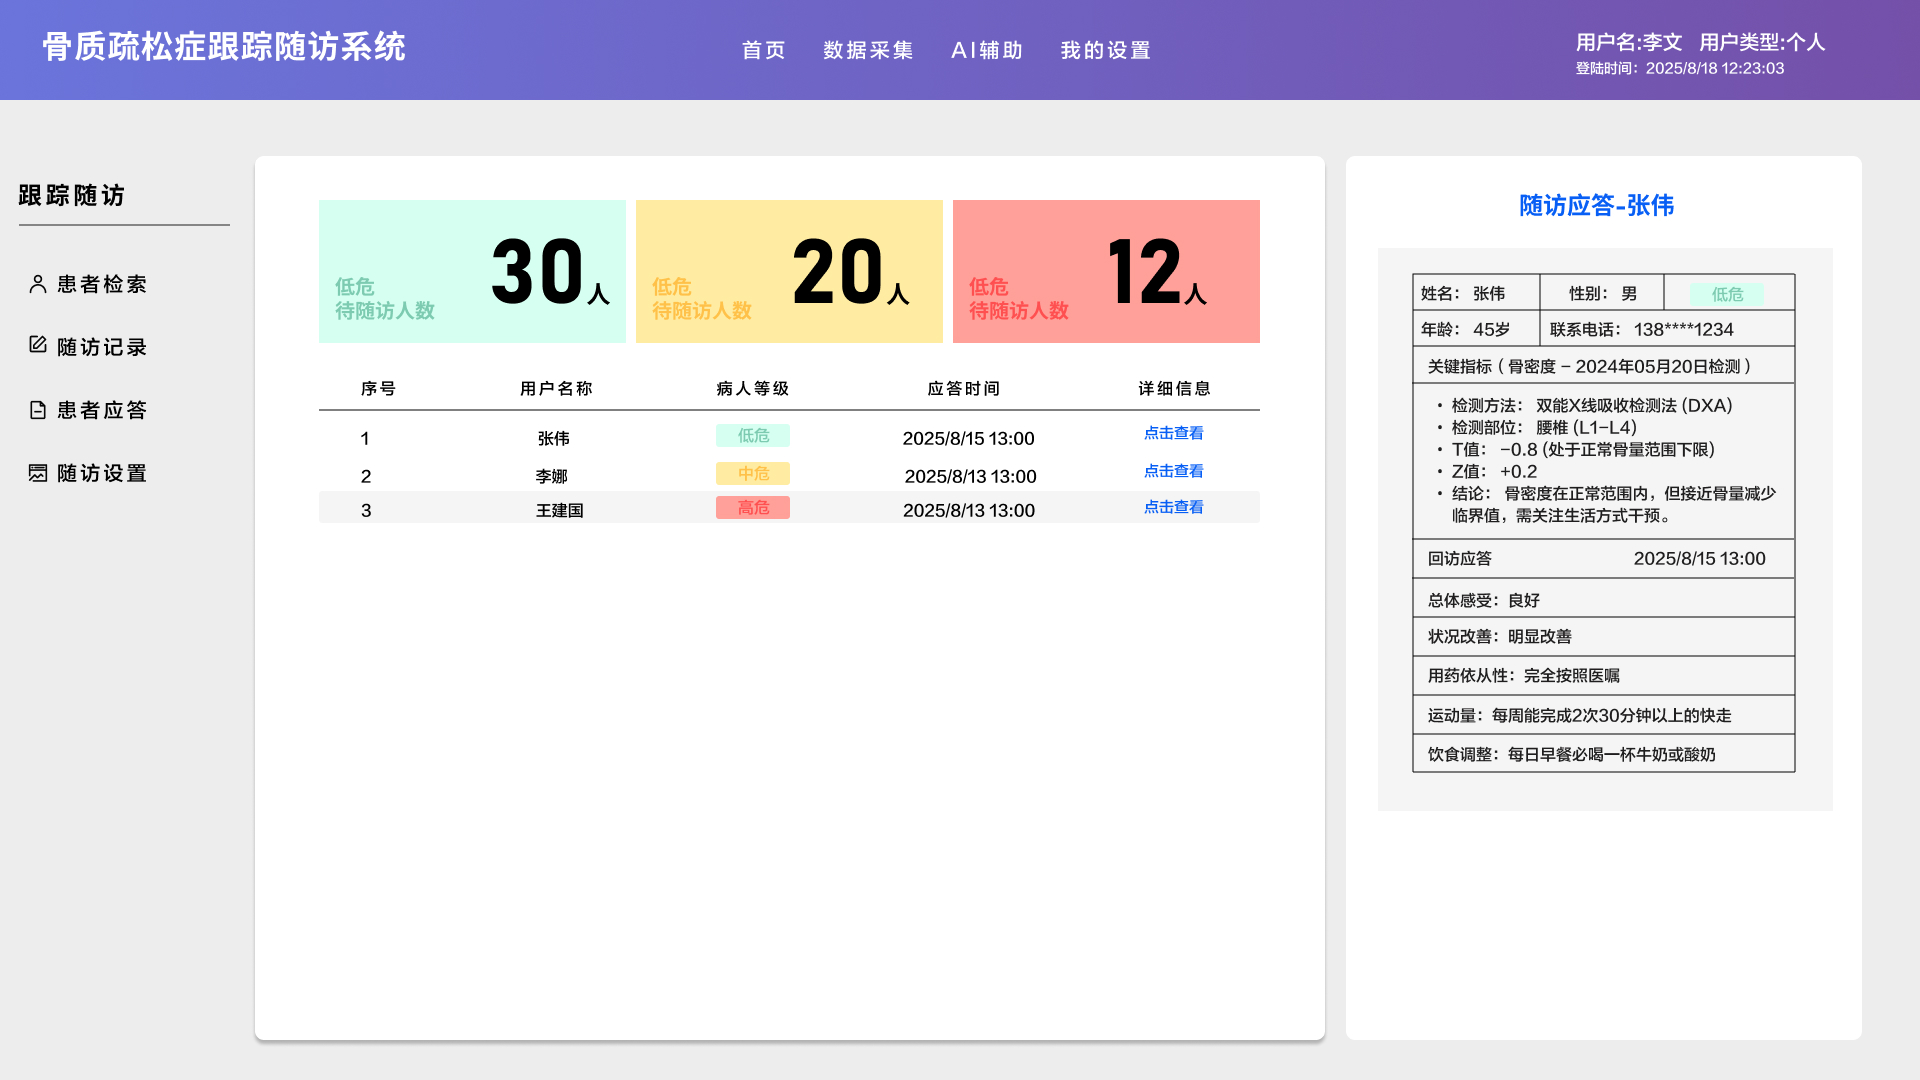 骨质疏松症跟踪随访系统
首页 数据采集 AI辅助 我的设置
用户名:李文 用户类型:个人
登陆时间：2025/8/18 12:23:03
跟踪随访
患者检索
随访记录
患者应答
随访设置
低危
待随访人数
30人
低危
待随访人数
20人
低危
待随访人数
12人
序号 用户名称 病人等级 应答时间 详细信息
1 张伟 低危 2025/8/15 13:00 点击查看
2 李娜 中危 2025/8/13 13:00 点击查看
3 王建国 高危 2025/8/13 13:00 点击查看
随访应答-张伟
姓名： 张伟 性别： 男 低危
年龄： 45岁 联系电话： 138****1234
关键指标（骨密度 – 2024年05月20日检测）
• 检测方法： 双能X线吸收检测法 (DXA)
• 检测部位： 腰椎 (L1–L4)
• T值： −0.8 (处于正常骨量范围下限)
• Z值： +0.2
• 结论： 骨密度在正常范围内，但接近骨量减少
临界值，需关注生活方式干预。
回访应答 2025/8/15 13:00
总体感受：良好
状况改善：明显改善
用药依从性：完全按照医嘱
运动量：每周能完成2次30分钟以上的快走
饮食调整：每日早餐必喝一杯牛奶或酸奶